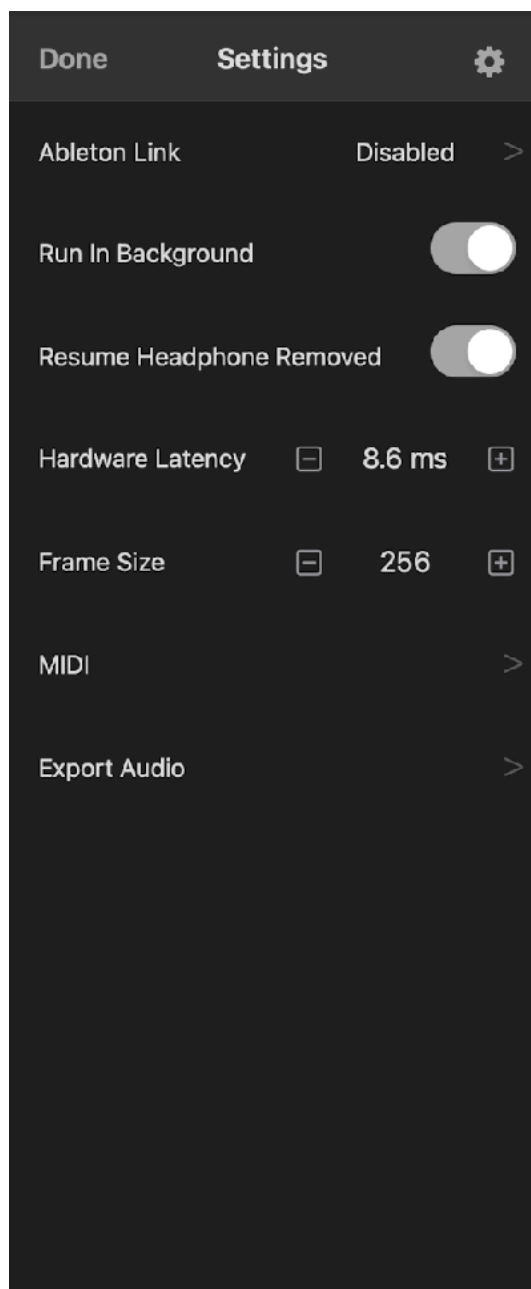 Done Settings
Ableton Link Disabled >
Run In Background
Resume Headphone Removed
Hardware Latency - 8.6 ms +
Frame Size - 256 +
MIDI >
Export Audio >